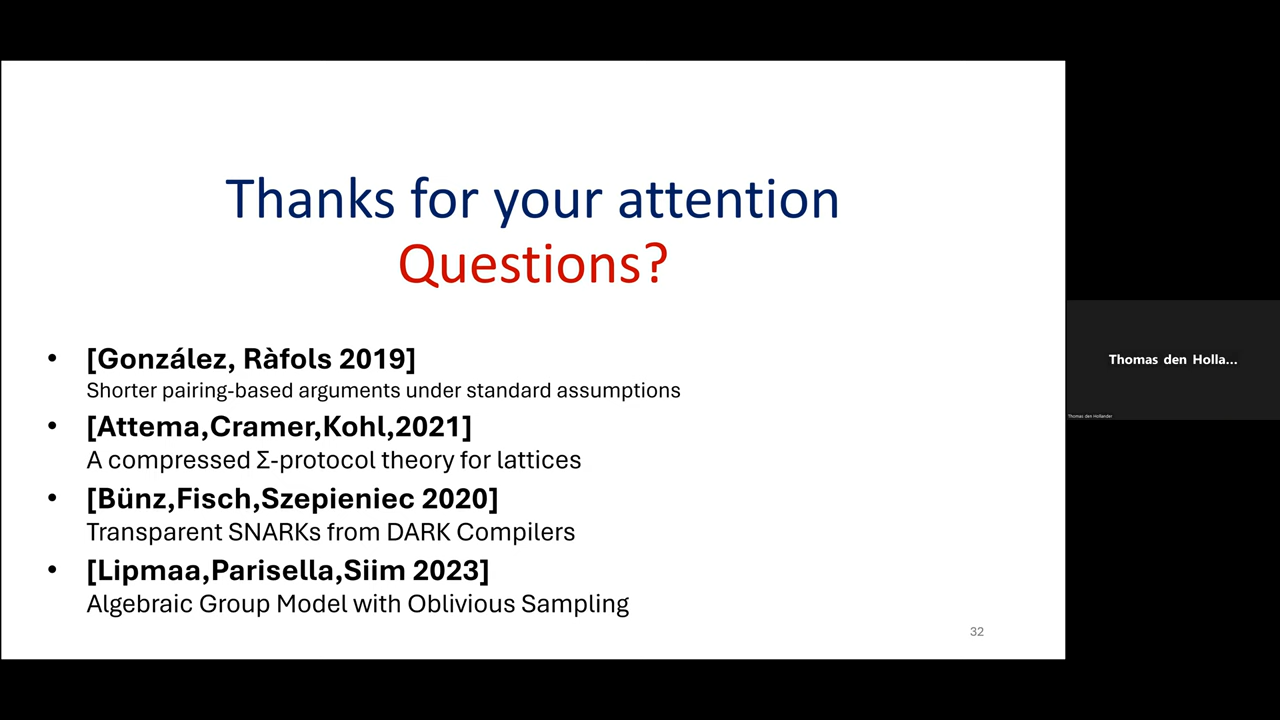 Thanks for your attention
Questions?
• [González, Ràfols 2019]
Shorter pairing-based arguments under standard assumptions
• [Attema,Cramer,Kohl,2021]
A compressed Σ-protocol theory for lattices
• [Bünz,Fisch,Szepieniec 2020]
Transparent SNARKs from DARK Compilers
• [Lipmaa,Parisella,Siim 2023]
Algebraic Group Model with Oblivious Sampling
32
Thomas den Holla...
Thomas den Hollander